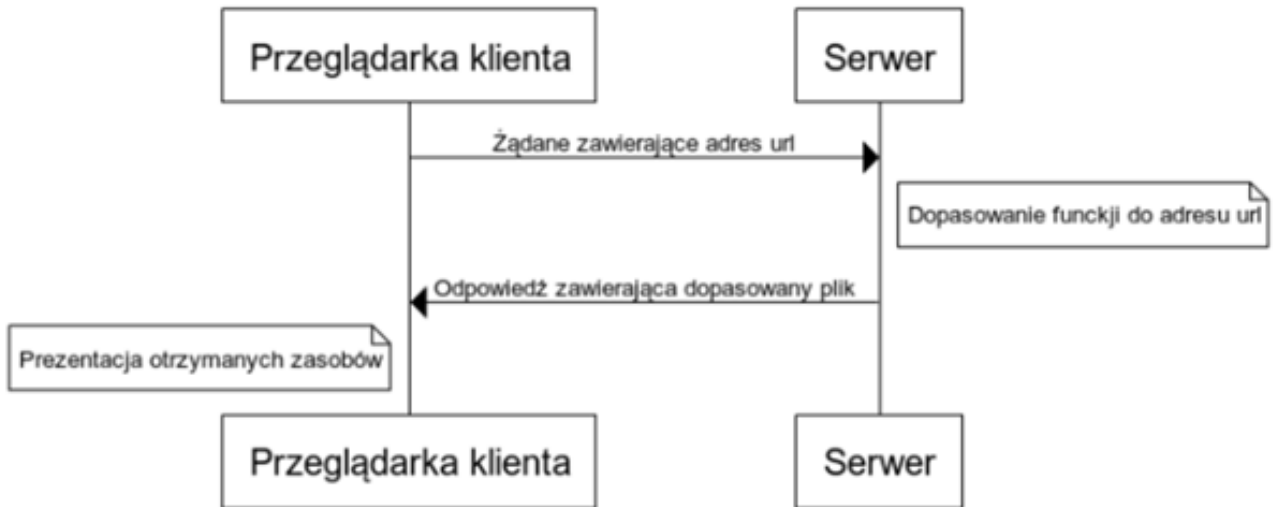 Przeglądarka klienta
Serwer
Żądane zawierające adres url
Dopasowanie funckji do adresu url
Odpowiedź zawierająca dopasowany plik
Prezentacja otrzymanych zasobów
Przeglądarka klienta
Serwer